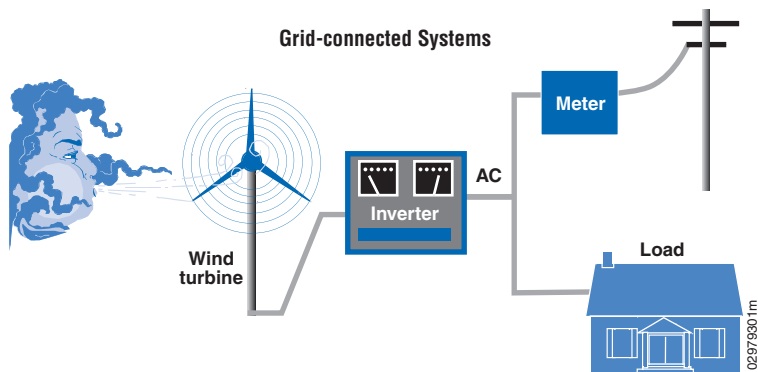 Grid-connected Systems
Meter
AC
Inverter
Wind
turbine
Load
02979301m